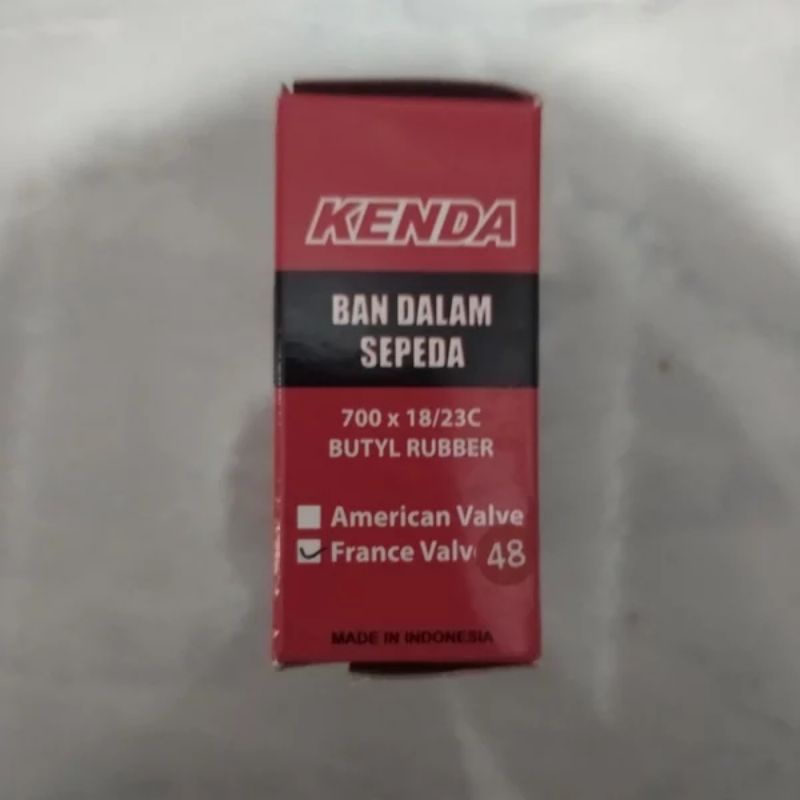 KENDA
BAN DALAM
SEPEDA
700 x 18/23C
BUTYL RUBBER
American Valve
France Valv 48
MADE IN INDONESIA